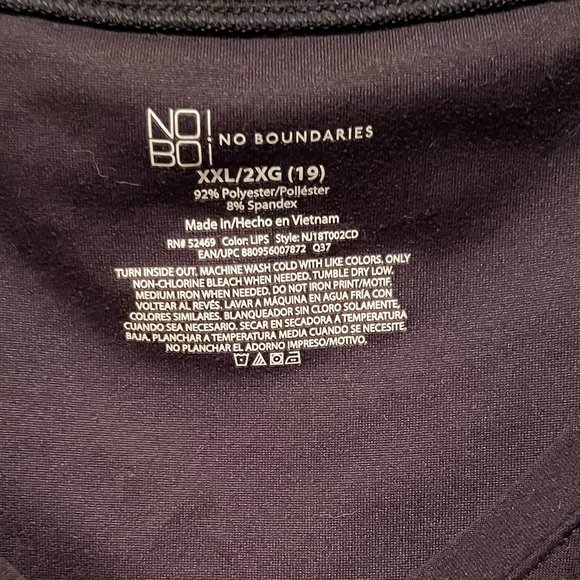 NO!
BO¡
NO BOUNDARIES
XXL/2XG (19)
92% Polyester/Poliéster
8% Spandex
Made in/Hecho en Vietnam
RN# 52469 Color: LIPS Style: NJ18T002CD
EAN/UPC 880956007872 Q37
TURN INSIDE OUT. MACHINE WASH COLD WITH LIKE COLORS. ONLY
NON-CHLORINE BLEACH WHEN NEEDED. TUMBLE DRY LOW.
MEDIUM IRON WHEN NEEDED. DO NOT IRON PRINT/MOTIF.
VOLTEAR AL REVÉS. LAVAR A MÁQUINA EN AGUA FRÍA CON
COLORES SIMILARES. BLANQUEADOR SIN CLORO SOLAMENTE,
CUANDO SEA NECESARIO. SECAR EN SECADORA A TEMPERATURA
BAJA. PLANCHAR A TEMPERATURA MEDIA CUANDO SE NECESITE.
NO PLANCHAR EL ADORNO IMPRESO/MOTIVO.